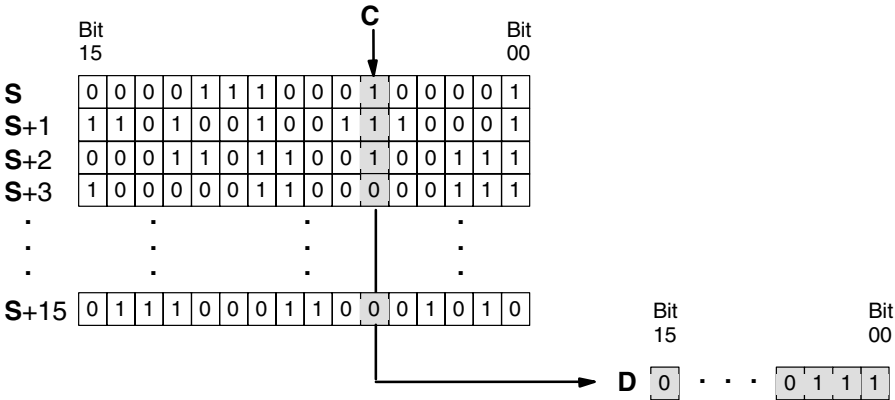 C
Bit Bit
15 00
S 0 0 0 0 1 1 1 0 0 0 1 0 0 0 0 1
S+1 1 1 0 1 0 0 1 0 0 1 1 1 0 0 0 1
S+2 0 0 0 1 1 0 1 1 0 0 1 0 0 1 1 1
S+3 1 0 0 0 0 0 1 1 0 0 0 0 0 1 1 1
. . . .
. . . .
. . . .
S+15 0 1 1 1 0 0 0 1 1 0 0 0 1 0 1 0
Bit Bit
15 00
D 0 . . . 0 1 1 1